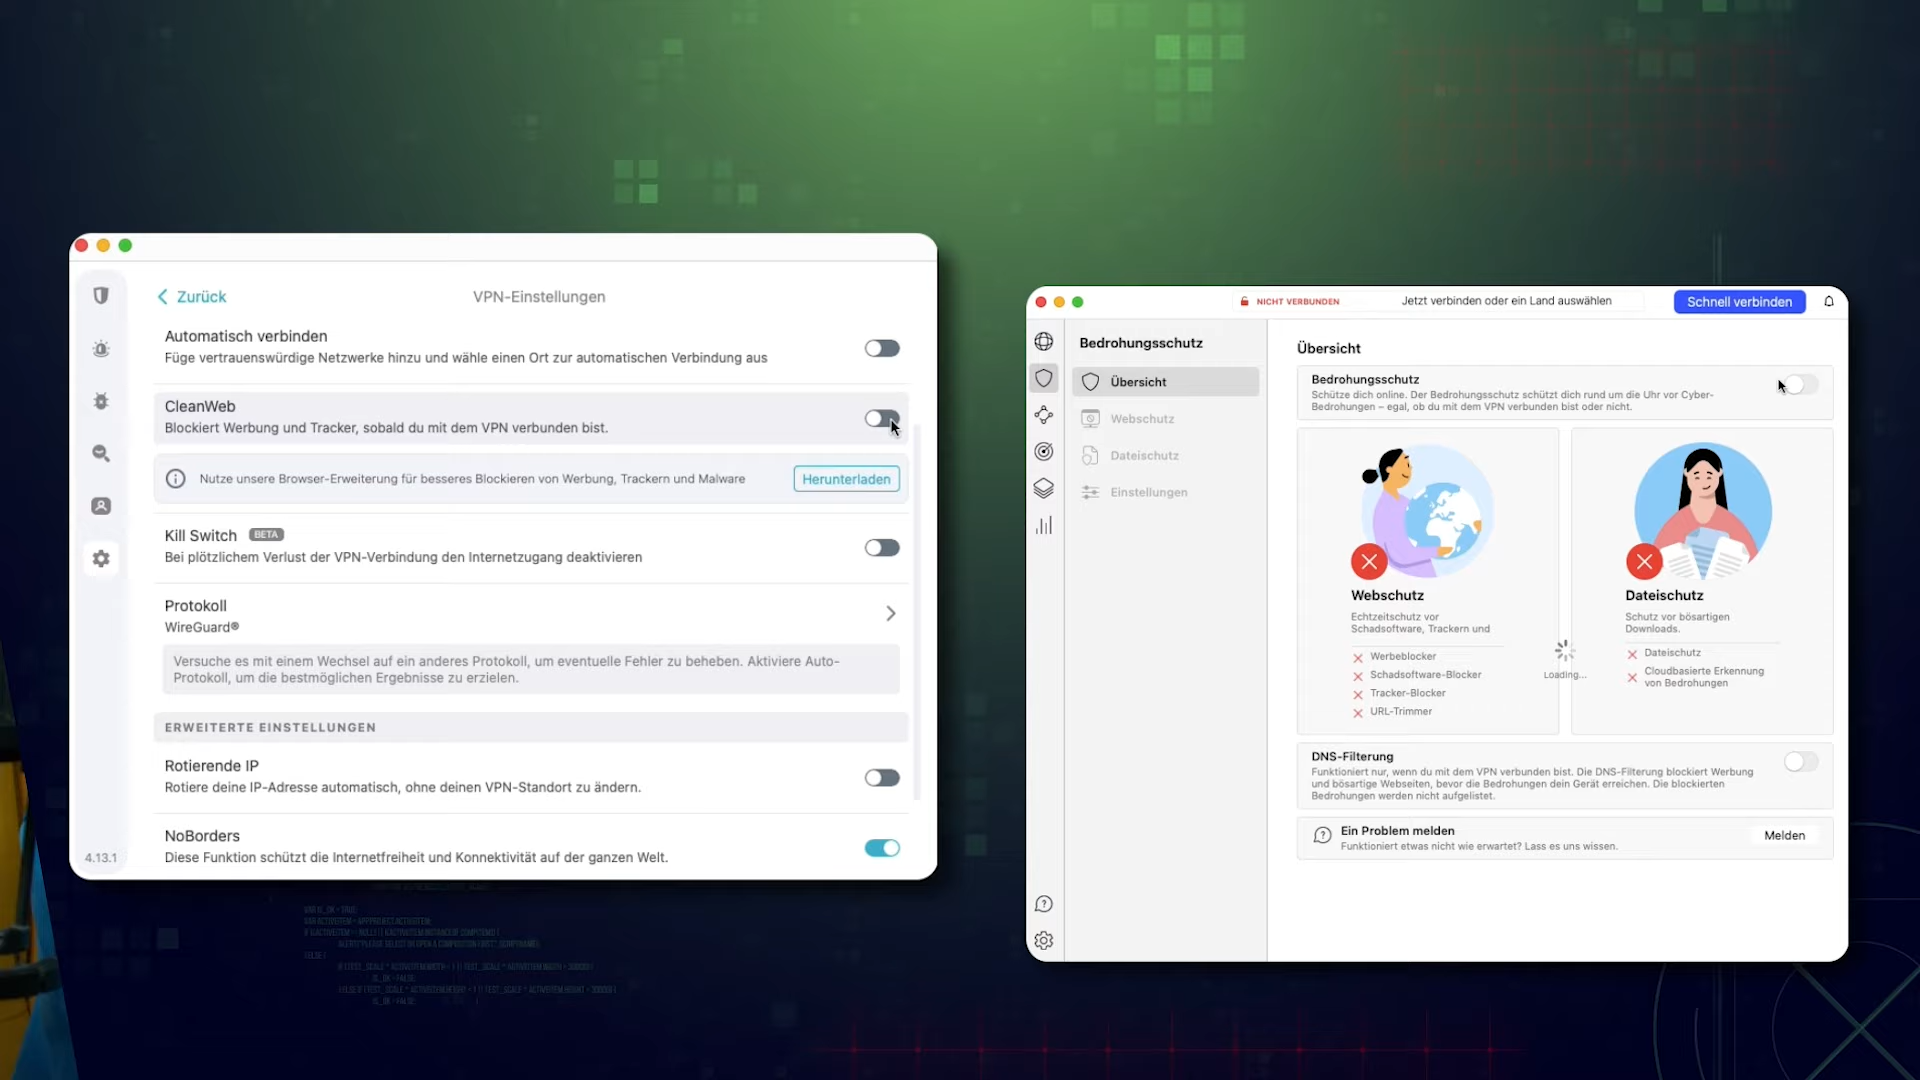 Zurück
VPN-Einstellungen
Automatisch verbinden
Füge vertrauenswürdige Netzwerke hinzu und wähle einen Ort zur automatischen Verbindung aus
CleanWeb
Blockiert Werbung und Tracker, sobald du mit dem VPN verbunden bist.
Nutze unsere Browser-Erweiterung für besseres Blockieren von Werbung, Trackern und Malware
Herunterladen
Kill Switch BETA
Bei plötzlichem Verlust der VPN-Verbindung den Internetzugang deaktivieren
Protokoll
WireGuard®
Versuche es mit einem Wechsel auf ein anderes Protokoll, um eventuelle Fehler zu beheben. Aktiviere Auto-
Protokoll, um die bestmöglichen Ergebnisse zu erzielen.
ERWEITERTE EINSTELLUNGEN
Rotierende IP
Rotiere deine IP-Adresse automatisch, ohne deinen VPN-Standort zu ändern.
NoBorders
Diese Funktion schützt die Internetfreiheit und Konnektivität auf der ganzen Welt.
4.13.1
NICHT VERBUNDEN
Jetzt verbinden oder ein Land auswählen
Schnell verbinden
Bedrohungsschutz
Übersicht
Webschutz
Dateischutz
Einstellungen
Übersicht
Bedrohungsschutz
Schütze dich online. Der Bedrohungsschutz schützt dich rund um die Uhr vor Cyber-
Bedrohungen – egal, ob du mit dem VPN verbunden bist oder nicht.
Webschutz
Echtzeitschutz vor
Schadsoftware, Trackern und
Werbeblocker
Schadsoftware-Blocker
Tracker-Blocker
URL-Trimmer
Loading...
Dateischutz
Schutz vor bösartigen
Downloads.
Dateischutz
Cloudbasierte Erkennung
von Bedrohungen
DNS-Filterung
Funktioniert nur, wenn du mit dem VPN verbunden bist. Die DNS-Filterung blockiert Werbung
und bösartige Webseiten, bevor die Bedrohungen dein Gerät erreichen. Die blockierten
Bedrohungen werden nicht aufgelistet.
Ein Problem melden
Funktioniert etwas nicht wie erwartet? Lass es uns wissen.
Melden